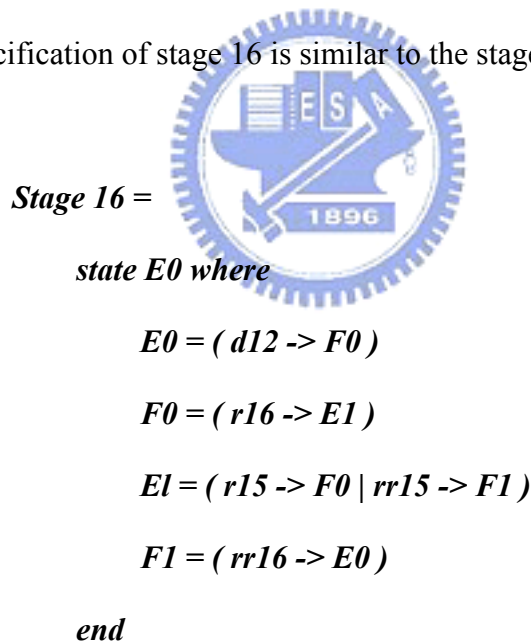 cification of stage 16 is similar to the stage
E S A
1896
Stage 16 =
state E0 where
E0 = ( d12 -> F0 )
F0 = ( r16 -> E1 )
El = ( r15 -> F0 | rr15 -> F1 )
F1 = ( rr16 -> E0 )
end